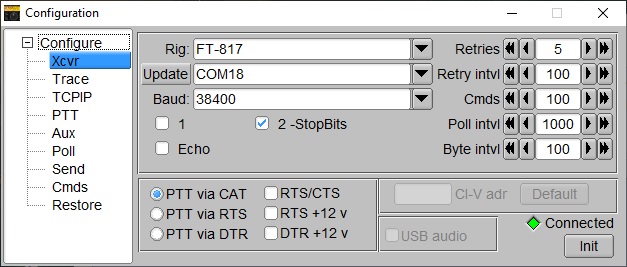 Configuration
Configure
Xcvr
Trace
TCPIP
PTT
Aux
Poll
Send
Cmds
Restore
Rig: FT-817
Update COM18
Baud: 38400
1 2 -StopBits
Echo
Retries 5
Retry intvl 100
Cmds 100
Poll intvl 1000
Byte intvl 100
PTT via CAT RTS/CTS
PTT via RTS RTS +12 v
PTT via DTR DTR +12 v
CI-V adr Default
USB audio
Connected
Init